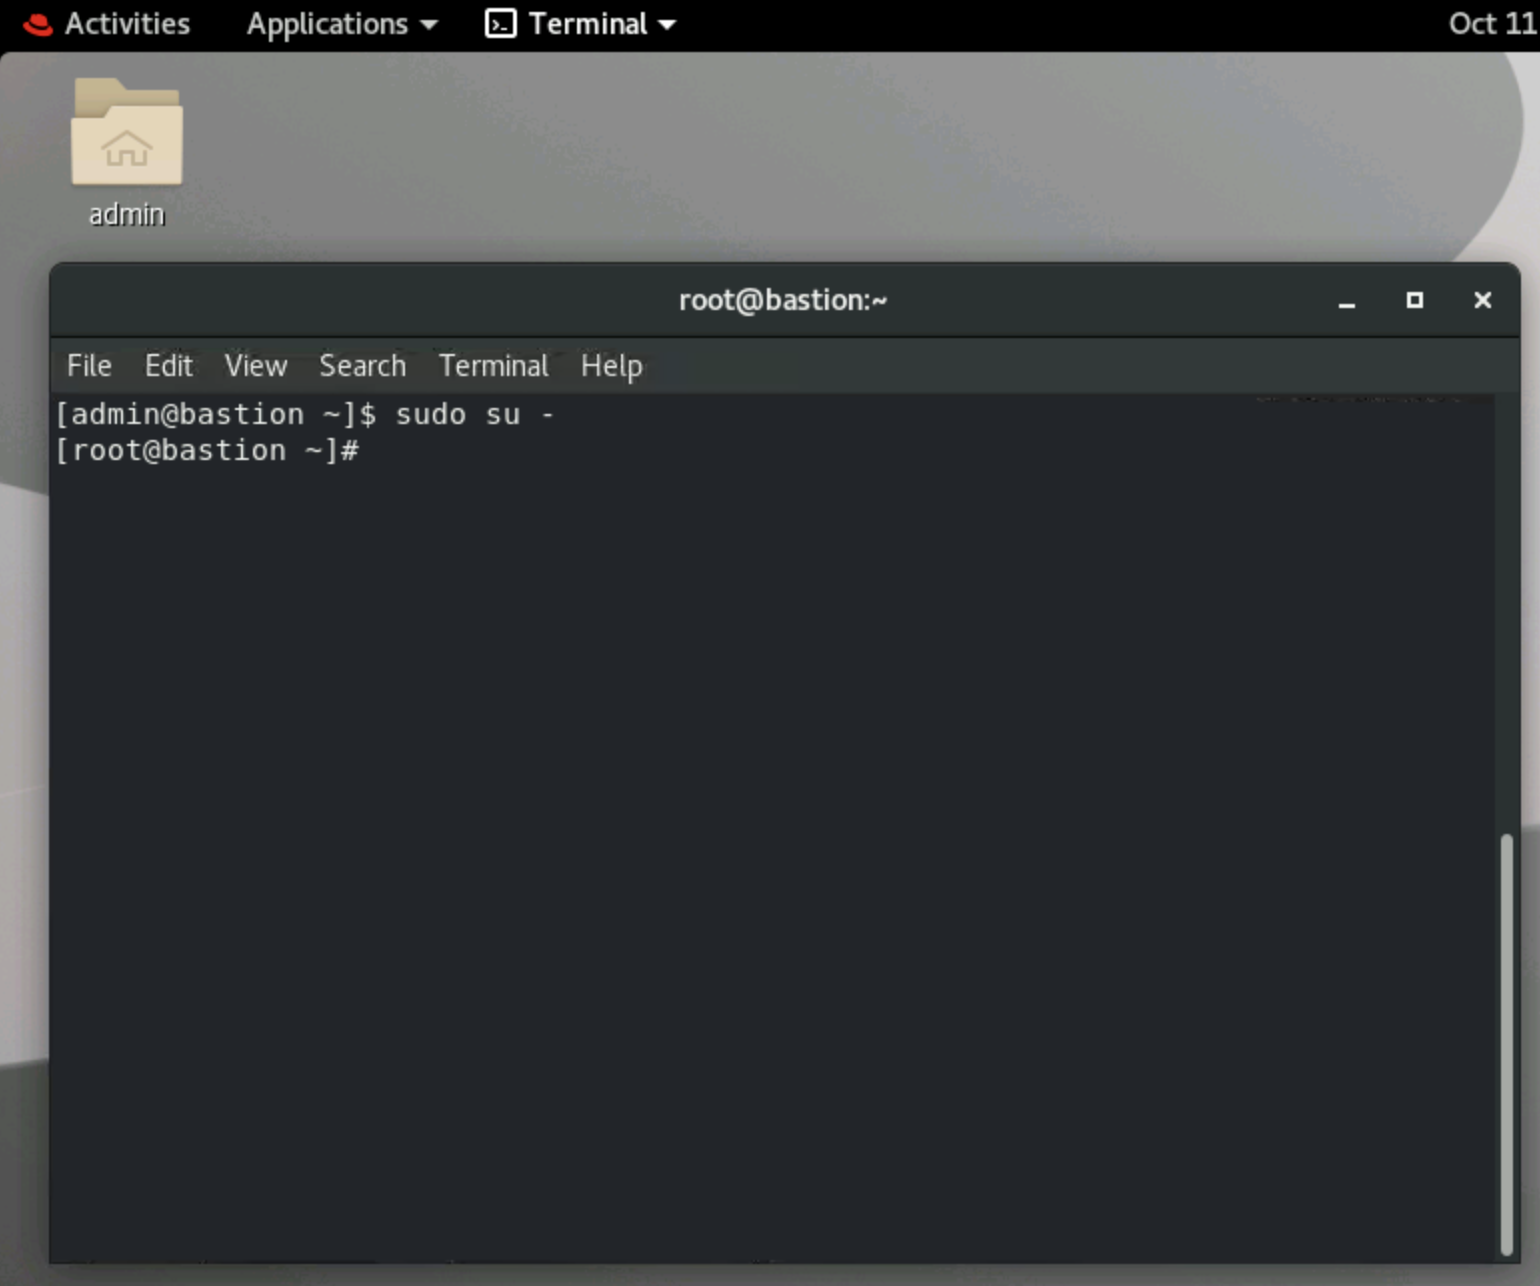 Activities Applications Terminal Oct 11
admin
root@bastion:~
File Edit View Search Terminal Help
[admin@bastion ~]$ sudo su -
[root@bastion ~]#